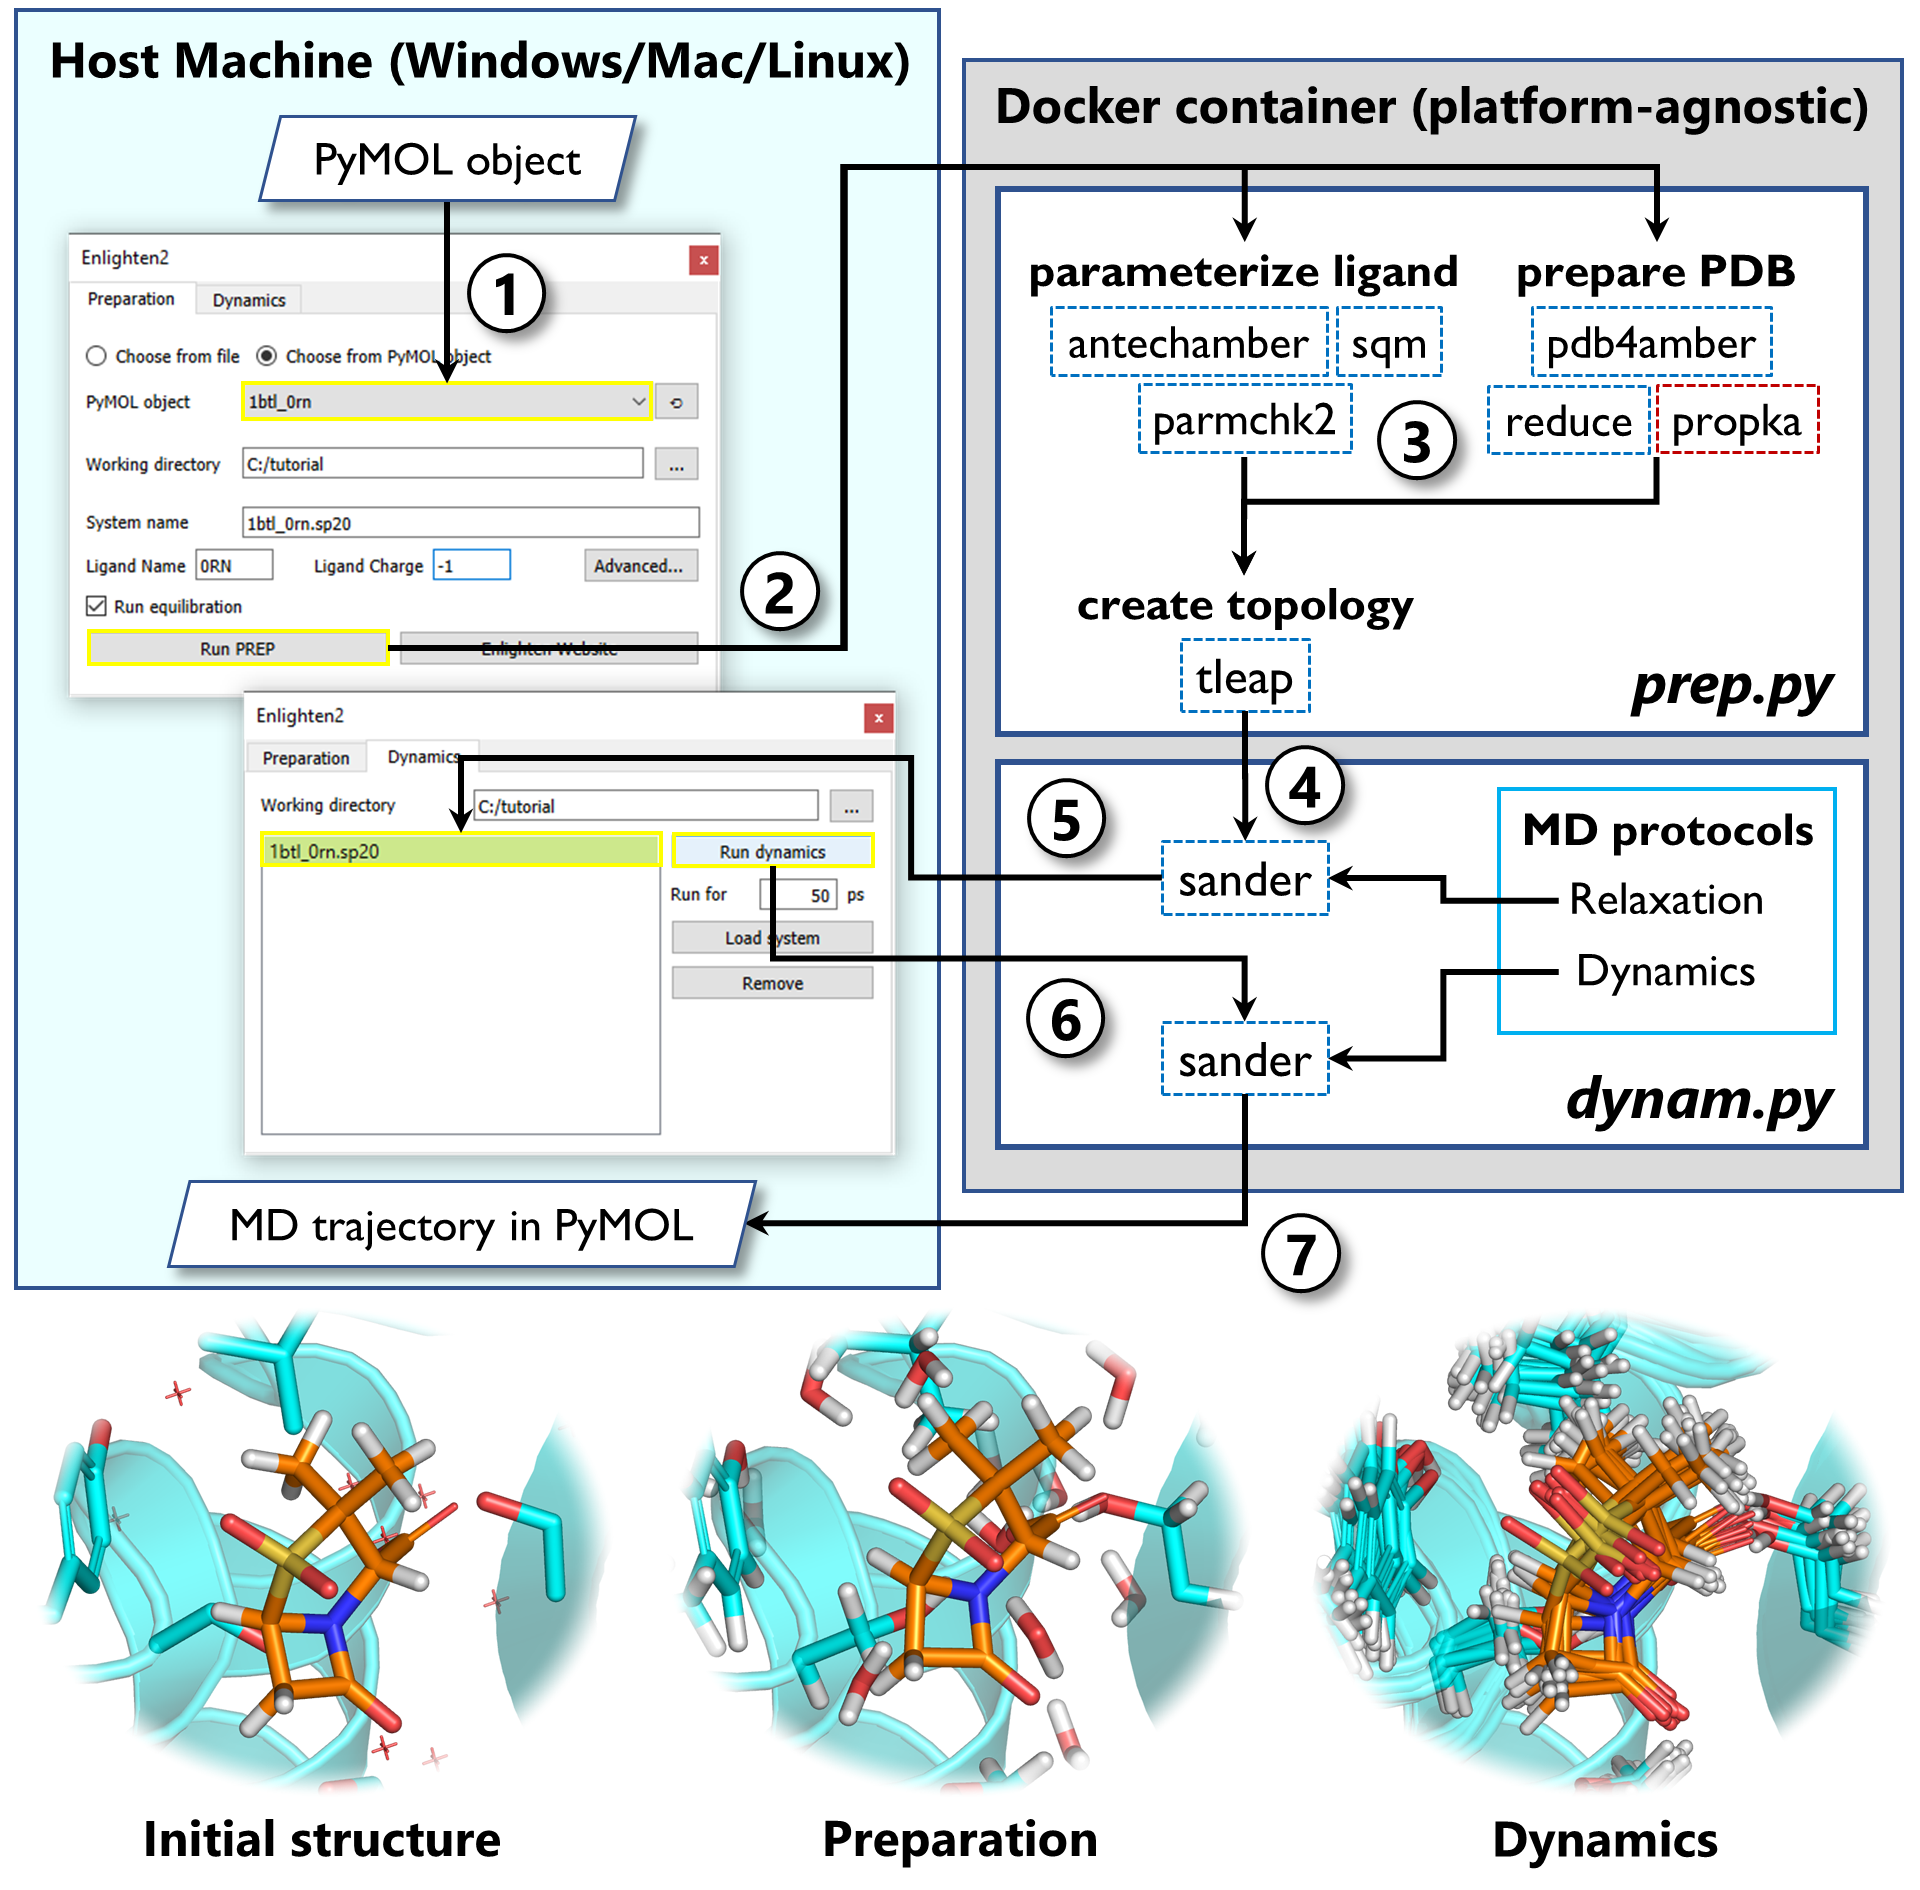 Host Machine (Windows/Mac/Linux)
PyMOL object
Enlighten2
x
Preparation
Dynamics
1
Choose from file
Choose from PyMOL object
PyMOL object
1btl_0rn
Working directory
C:/tutorial
...
System name
1btl_0rn.sp20
Ligand Name
0RN
Ligand Charge
-1
Advanced...
Run equilibration
Run PREP
Enlighten Website
2
Enlighten2
x
Preparation
Dynamics
Working directory
C:/tutorial
...
1btl_0rn.sp20
Run dynamics
Run for
50
ps
Load system
Remove
MD trajectory in PyMOL
Docker container (platform-agnostic)
parameterize ligand
antechamber
sqm
parmchk2
prepare PDB
pdb4amber
reduce
propka
3
create topology
tleap
prep.py
4
5
sander
MD protocols
Relaxation
Dynamics
6
sander
dynam.py
7
Initial structure
Preparation
Dynamics